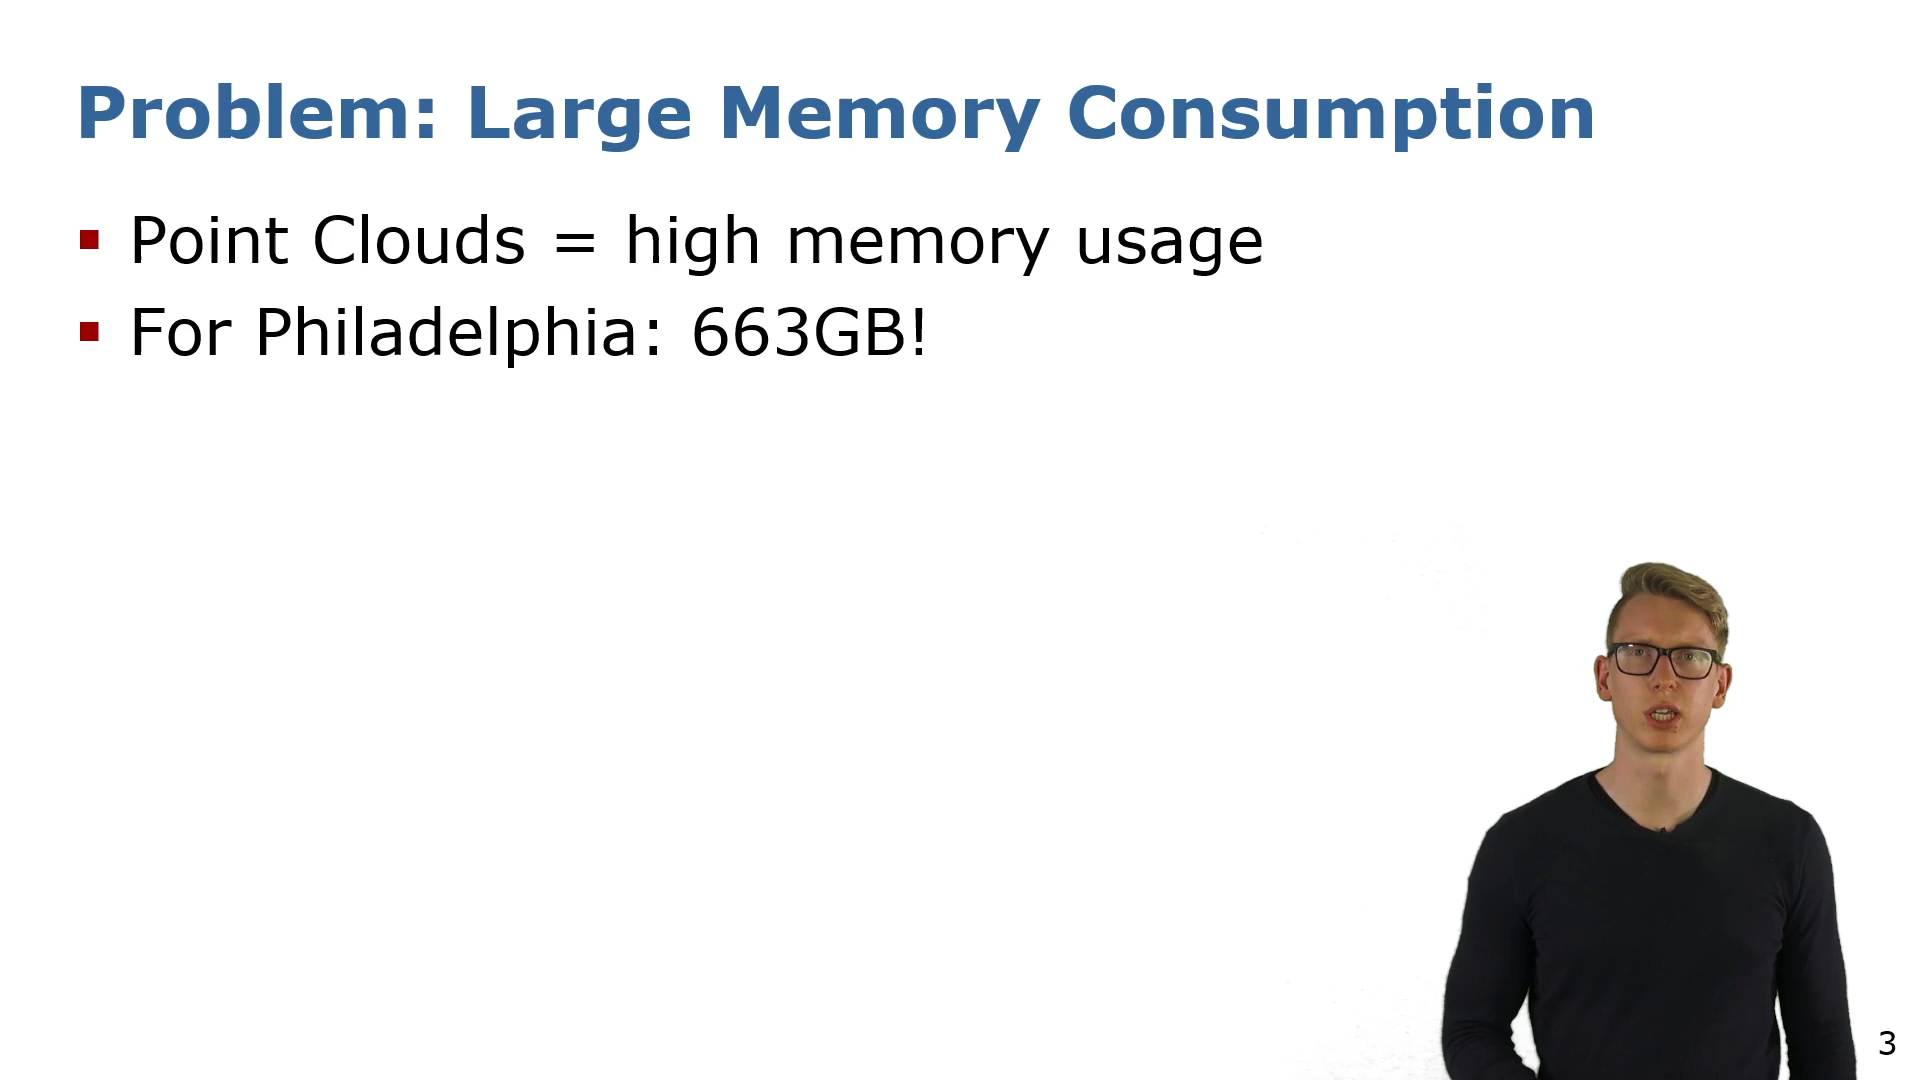 Problem: Large Memory Consumption
▪ Point Clouds = high memory usage
▪ For Philadelphia: 663GB!
3